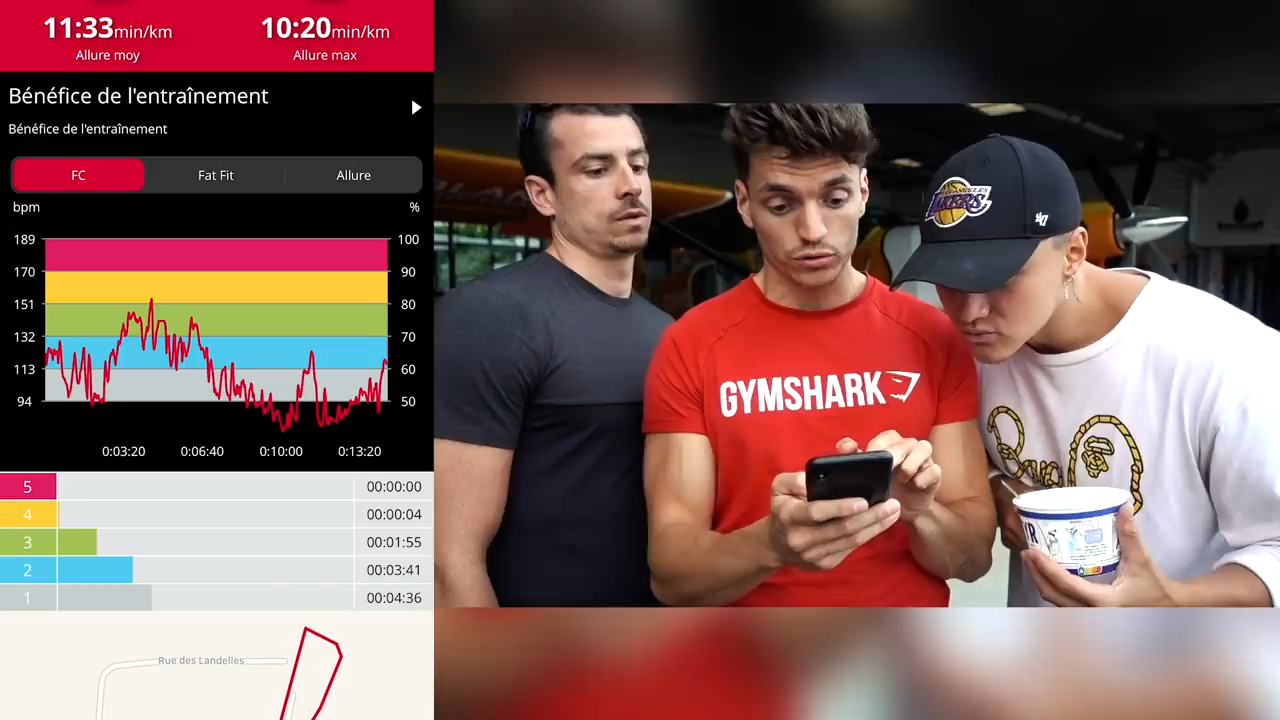 11:33min/km
Allure moy
10:20min/km
Allure max
Bénéfice de l'entraînement
Bénéfice de l'entraînement
FC
Fat Fit
Allure
bpm
%
189
100
170
90
151
80
132
70
113
60
94
50
0:03:20
0:06:40
0:10:00
0:13:20
5
00:00:00
4
00:00:04
3
00:01:55
2
:41
1
00:04:36
Rue des Landelles
LAKERS
47
GYMSHARK